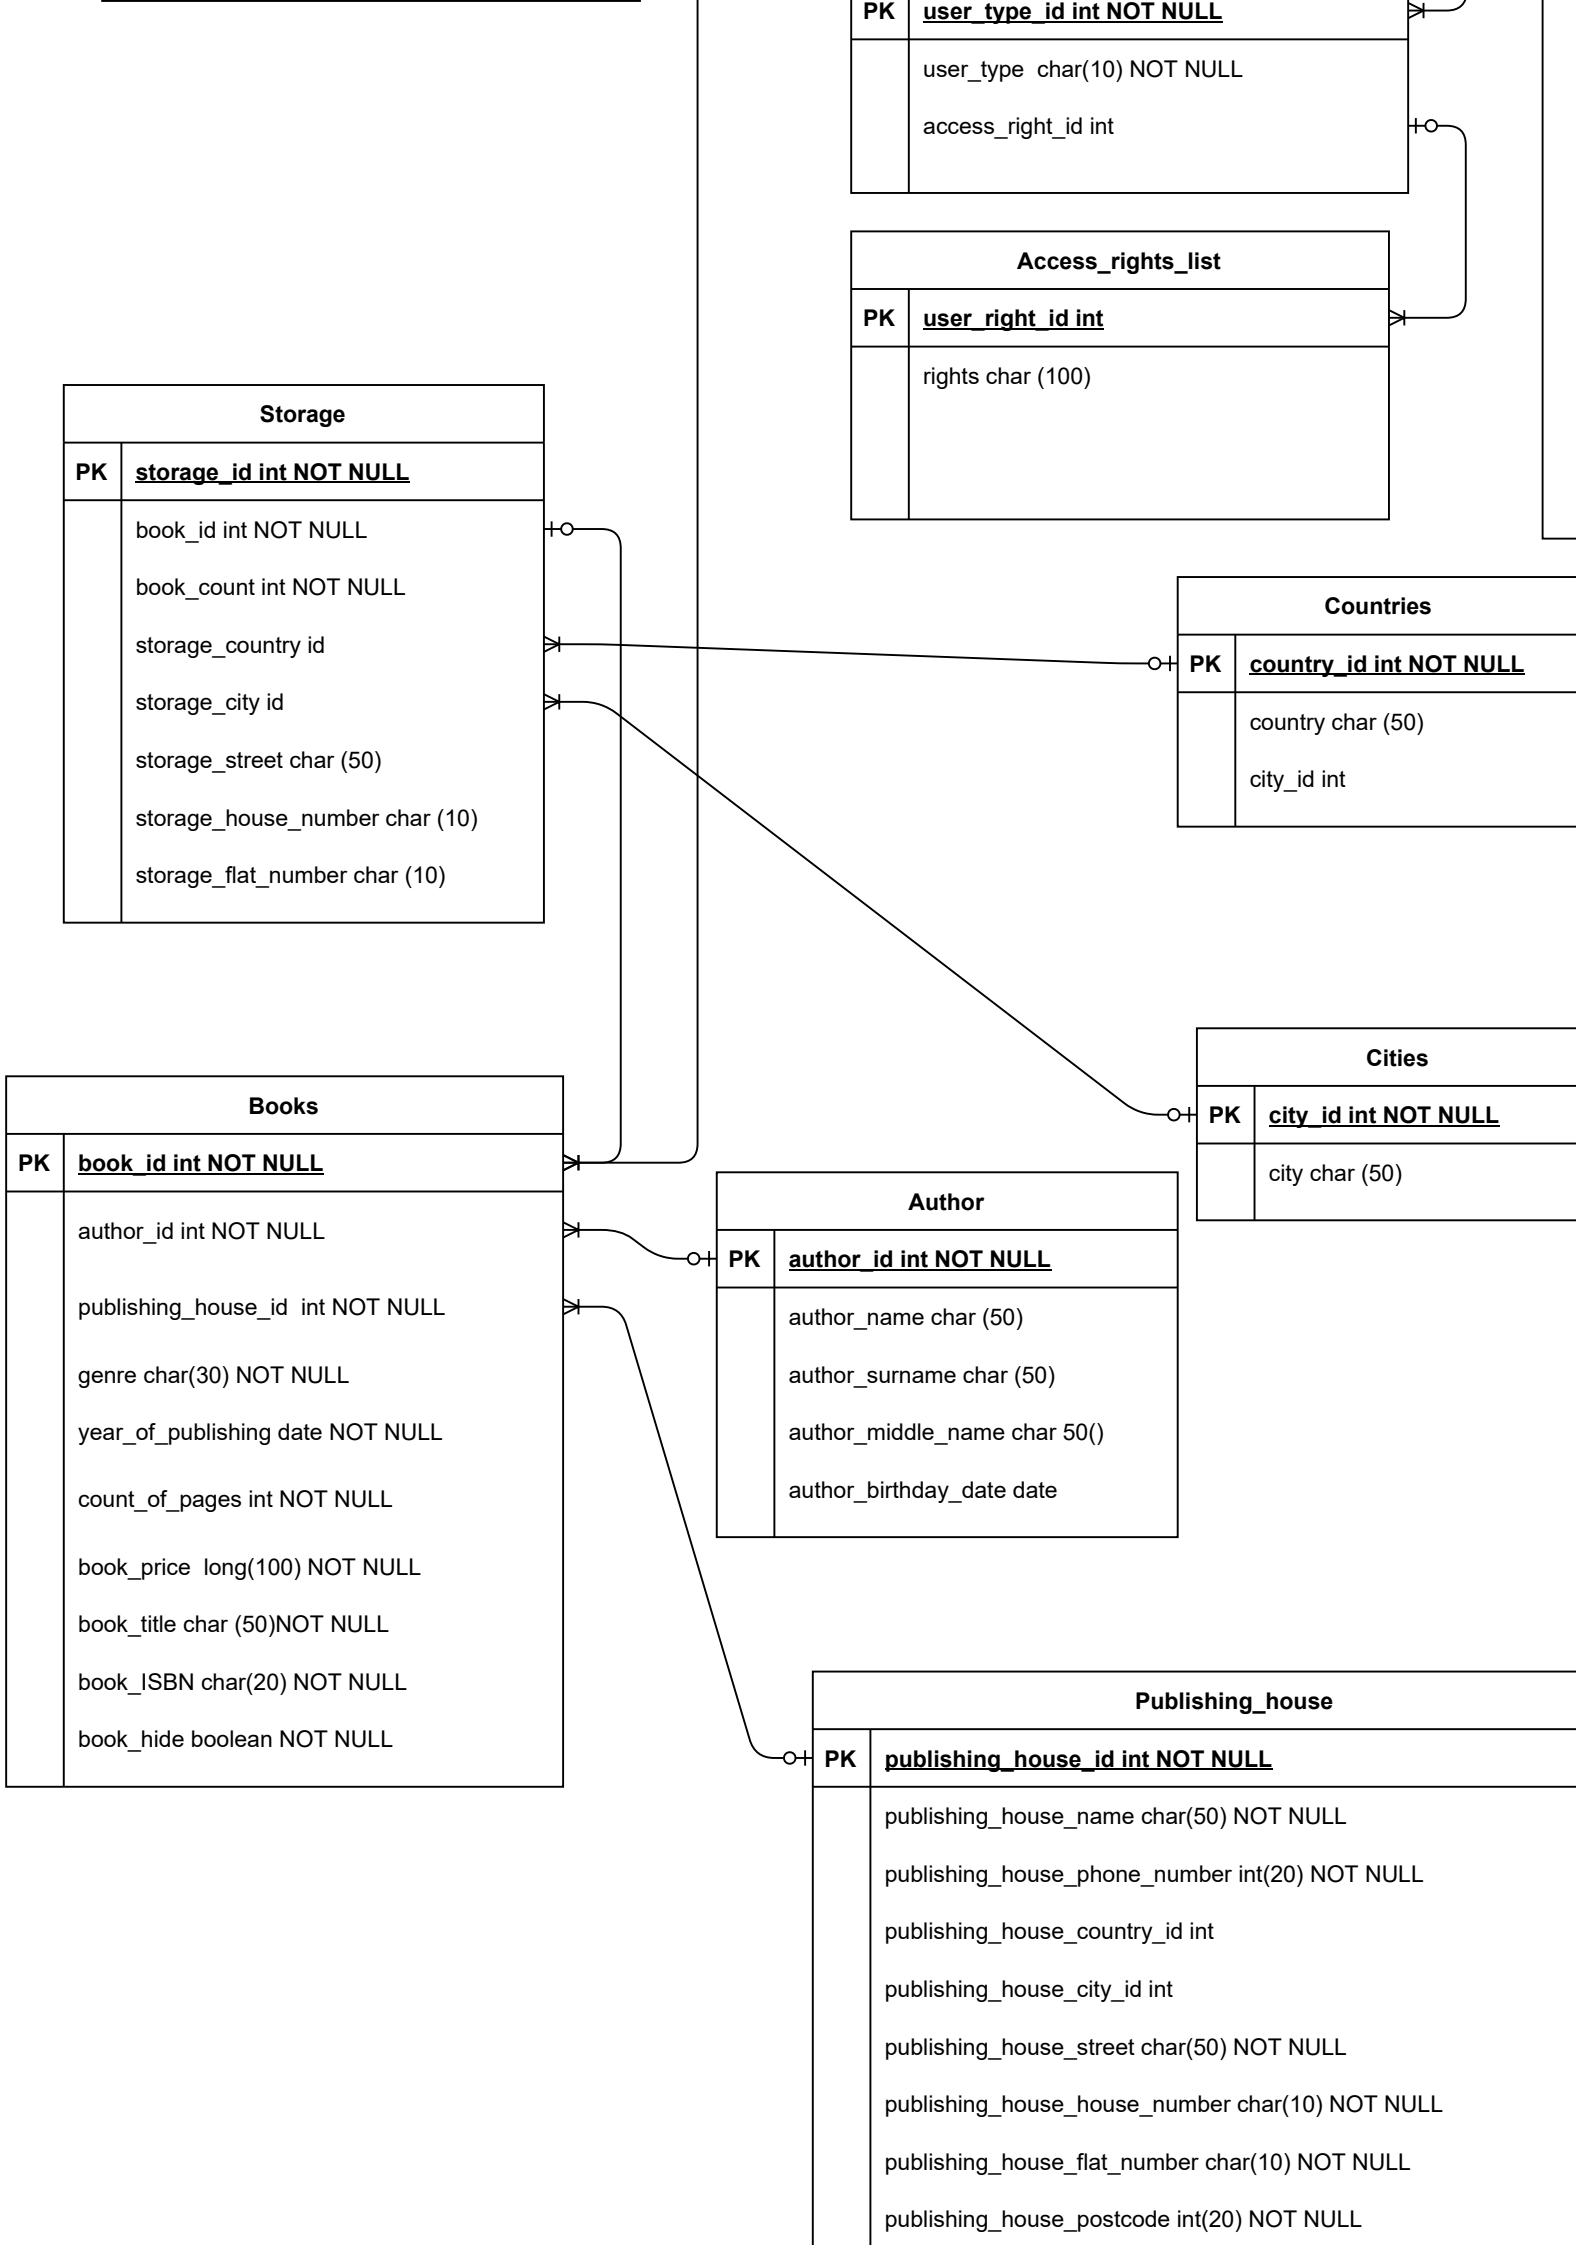 PK user_type_id int NOT NULL
user_type  char(10) NOT NULL
access_right_id int
Access_rights_list
PK user_right_id int
rights char (100)
Storage
PK storage_id int NOT NULL
book_id int NOT NULL
book_count int NOT NULL
storage_country id
storage_city id
storage_street char (50)
storage_house_number char (10)
storage_flat_number char (10)
Countries
PK country_id int NOT NULL
country char (50)
city_id int
Cities
PK city_id int NOT NULL
city char (50)
Books
PK book_id int NOT NULL
author_id int NOT NULL
publishing_house_id  int NOT NULL
genre char(30) NOT NULL
year_of_publishing date NOT NULL
count_of_pages int NOT NULL
book_price  long(100) NOT NULL
book_title char (50)NOT NULL
book_ISBN char(20) NOT NULL
book_hide boolean NOT NULL
Author
PK author_id int NOT NULL
author_name char (50)
author_surname char (50)
author_middle_name char 50()
author_birthday_date date
Publishing_house
PK publishing_house_id int NOT NULL
publishing_house_name char(50) NOT NULL
publishing_house_phone_number int(20) NOT NULL
publishing_house_country_id int
publishing_house_city_id int
publishing_house_street char(50) NOT NULL
publishing_house_house_number char(10) NOT NULL
publishing_house_flat_number char(10) NOT NULL
publishing_house_postcode int(20) NOT NULL